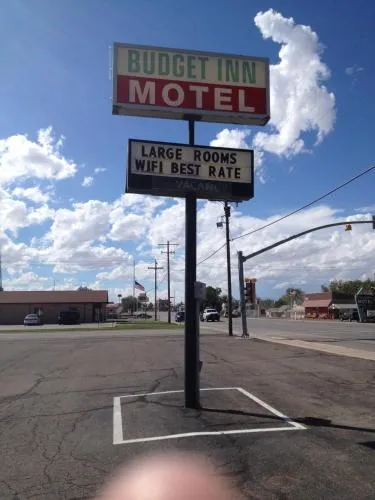 BUDGET INN
MOTEL
LARGE ROOMS
WIFI BEST RATE
VACANCY